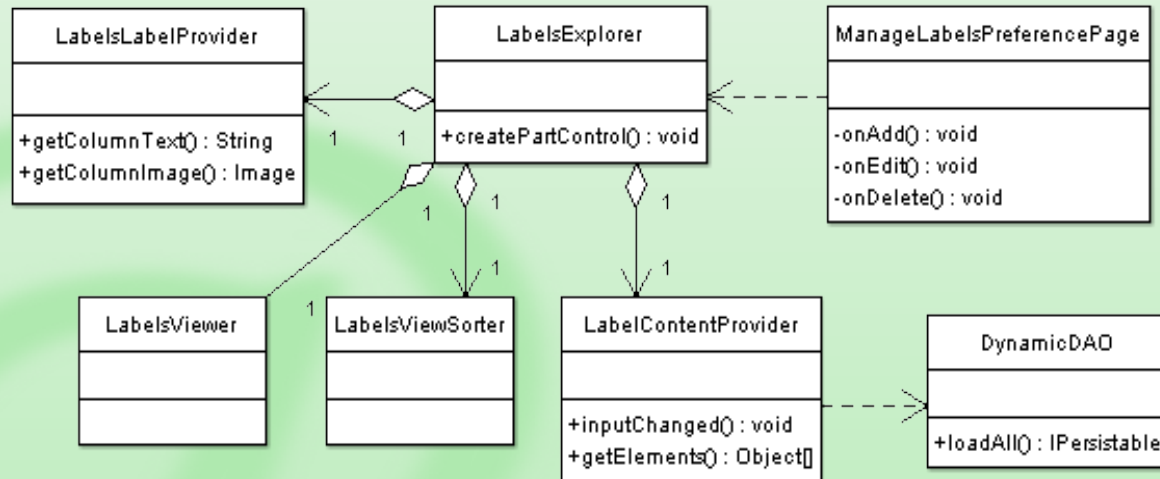 LabelsLabelProvider
+getColumnText() : String
+getColumnImage() : Image
LabelsExplorer
+createPartControl() : void
ManageLabelsPreferencePage
-onAdd() : void
-onEdit() : void
-onDelete() : void
1
1
1
1
1
1
1
1
LabelsViewer
LabelsViewSorter
LabelContentProvider
+inputChanged() : void
+getElements() : Object[]
DynamicDAO
+loadAll() : IPersistable